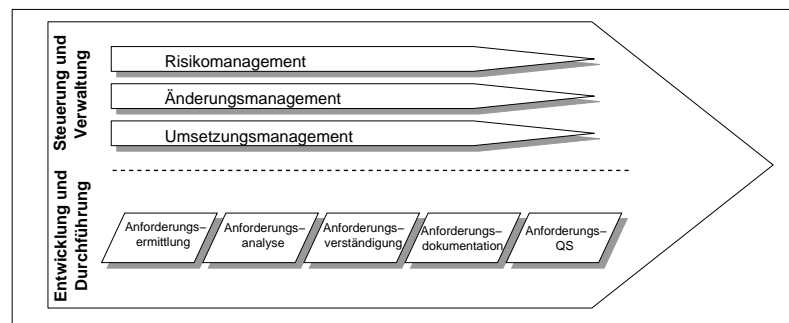 Steuerung und
Verwaltung
Risikomanagement
Änderungsmanagement
Umsetzungsmanagement
Entwicklung und
Durchführung
Anforderungs–
ermittlung
Anforderungs–
analyse
Anforderungs–
verständigung
Anforderungs–
dokumentation
Anforderungs–
QS